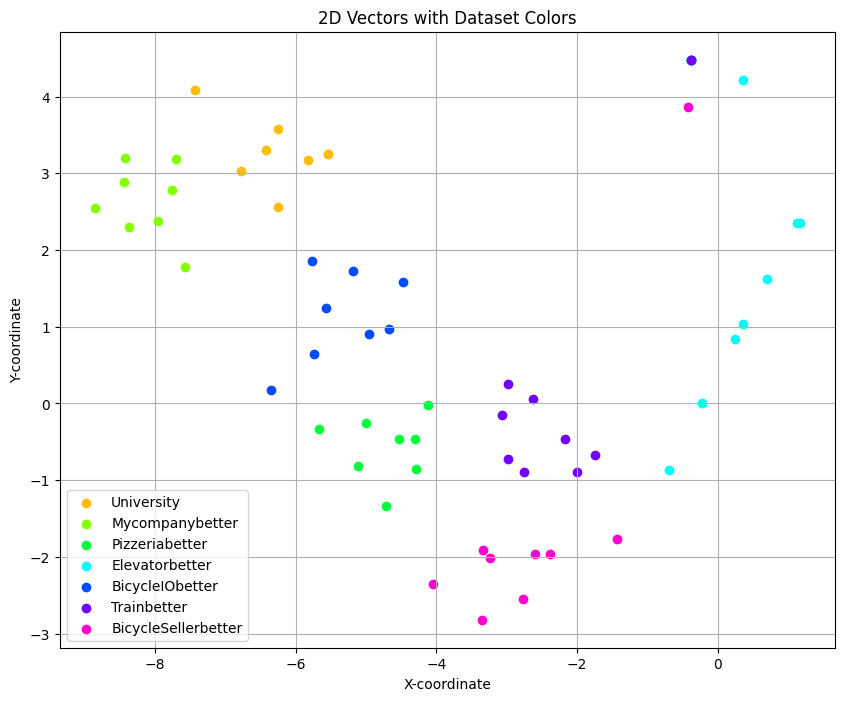 2D Vectors with Dataset Colors
4
3
2
1
0
−1
−2
−3
Y-coordinate
University
Mycompanybetter
Pizzeriabetter
Elevatorbetter
BicycleIObetter
Trainbetter
BicycleSellerbetter
−8 −6 −4 −2 0
X-coordinate